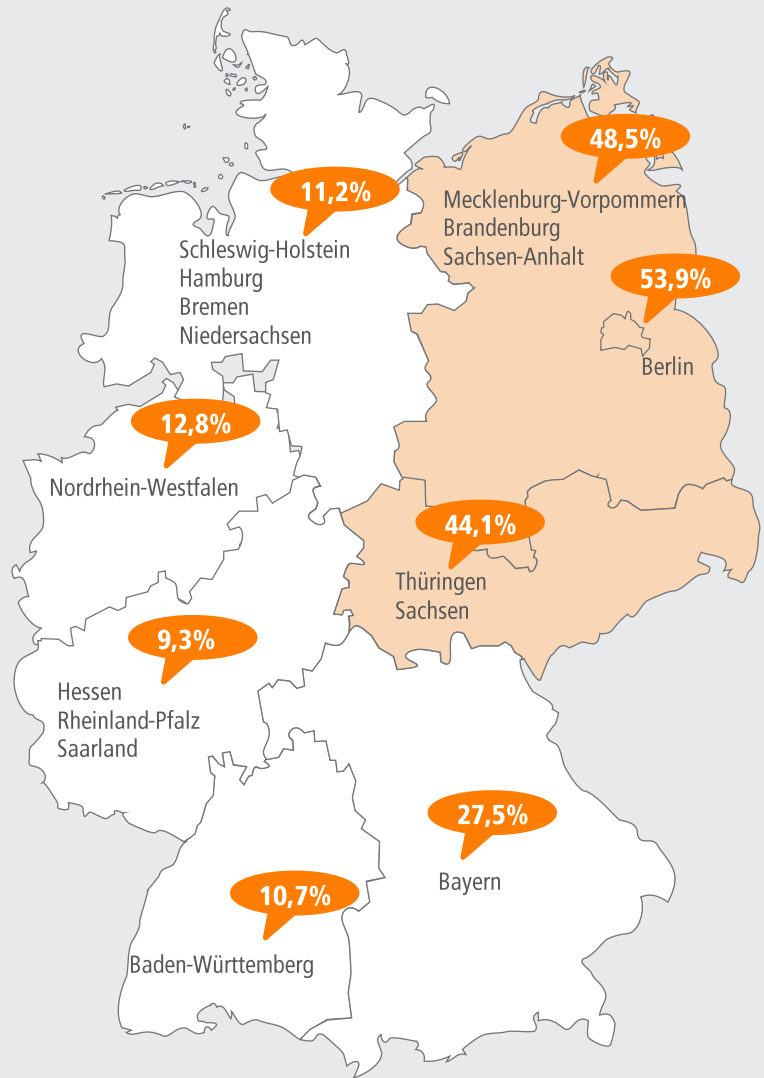 48,5%
Mecklenburg-Vorpommern
Brandenburg
Sachsen-Anhalt
11,2%
Schleswig-Holstein
Hamburg
Bremen
Niedersachsen
53,9%
Berlin
12,8%
Nordrhein-Westfalen
44,1%
Thüringen
Sachsen
9,3%
Hessen
Rheinland-Pfalz
Saarland
27,5%
Bayern
10,7%
Baden-Württemberg